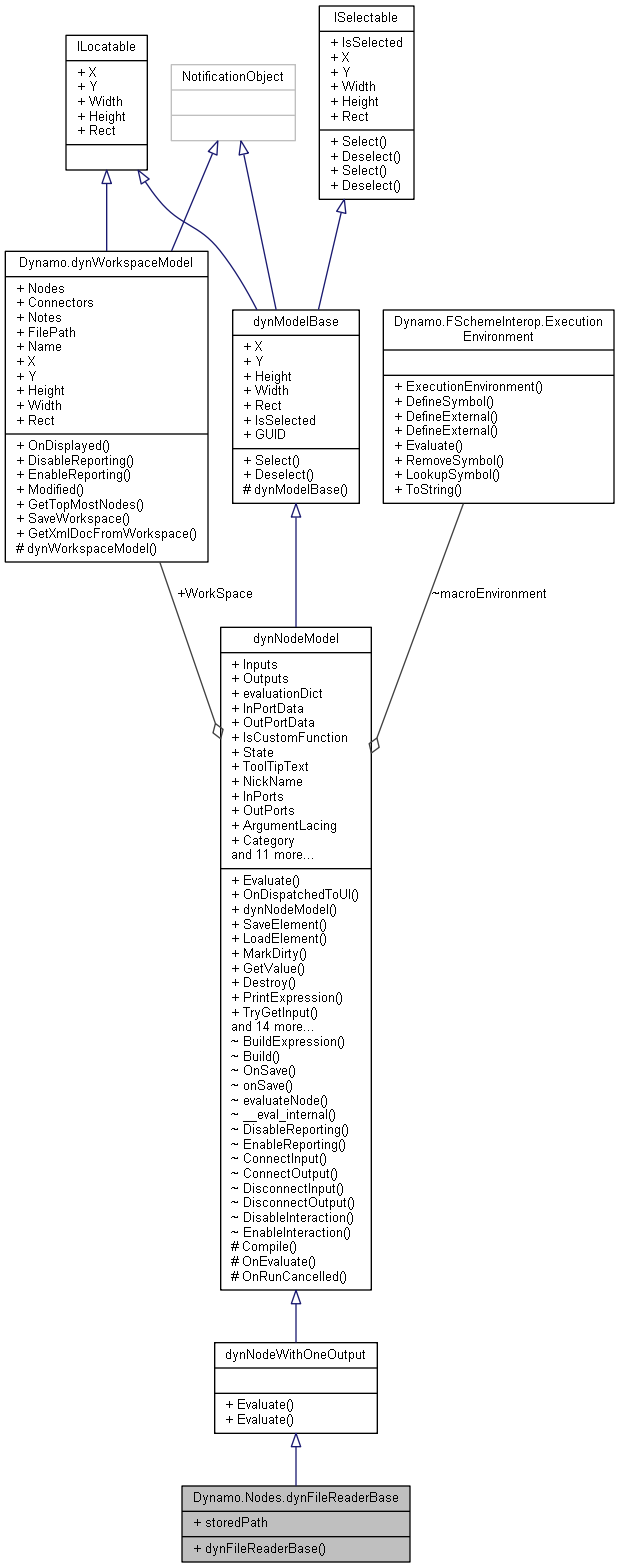 ISelectable
+ IsSelected
+ X
+ Y
+ Width
+ Height
+ Rect
+ Select()
+ Deselect()
+ Select()
+ Deselect()
ILocatable
+ X
+ Y
+ Width
+ Height
+ Rect
NotificationObject
Dynamo.dynWorkspaceModel
+ Nodes
+ Connectors
+ Notes
+ FilePath
+ Name
+ X
+ Y
+ Height
+ Width
+ Rect
+ OnDisplayed()
+ DisableReporting()
+ EnableReporting()
+ Modified()
+ GetTopMostNodes()
+ SaveWorkspace()
+ GetXmlDocFromWorkspace()
# dynWorkspaceModel()
dynModelBase
+ X
+ Y
+ Height
+ Width
+ Rect
+ IsSelected
+ GUID
+ Select()
+ Deselect()
# dynModelBase()
Dynamo.FSchemeInterop.Execution
Environment
+ ExecutionEnvironment()
+ DefineSymbol()
+ DefineExternal()
+ DefineExternal()
+ Evaluate()
+ RemoveSymbol()
+ LookupSymbol()
+ ToString()
+WorkSpace
~macroEnvironment
dynNodeModel
+ Inputs
+ Outputs
+ evaluationDict
+ InPortData
+ OutPortData
+ IsCustomFunction
+ State
+ ToolTipText
+ NickName
+ InPorts
+ OutPorts
+ ArgumentLacing
+ Category
and 11 more...
+ Evaluate()
+ OnDispatchedToUI()
+ dynNodeModel()
+ SaveElement()
+ LoadElement()
+ MarkDirty()
+ GetValue()
+ Destroy()
+ PrintExpression()
+ TryGetInput()
and 14 more...
~ BuildExpression()
~ Build()
~ OnSave()
~ onSave()
~ evaluateNode()
~ __eval_internal()
~ DisableReporting()
~ EnableReporting()
~ ConnectInput()
~ ConnectOutput()
~ DisconnectInput()
~ DisconnectOutput()
~ DisableInteraction()
~ EnableInteraction()
# Compile()
# OnEvaluate()
# OnRunCancelled()
dynNodeWithOneOutput
+ Evaluate()
+ Evaluate()
Dynamo.Nodes.dynFileReaderBase
+ storedPath
+ dynFileReaderBase()